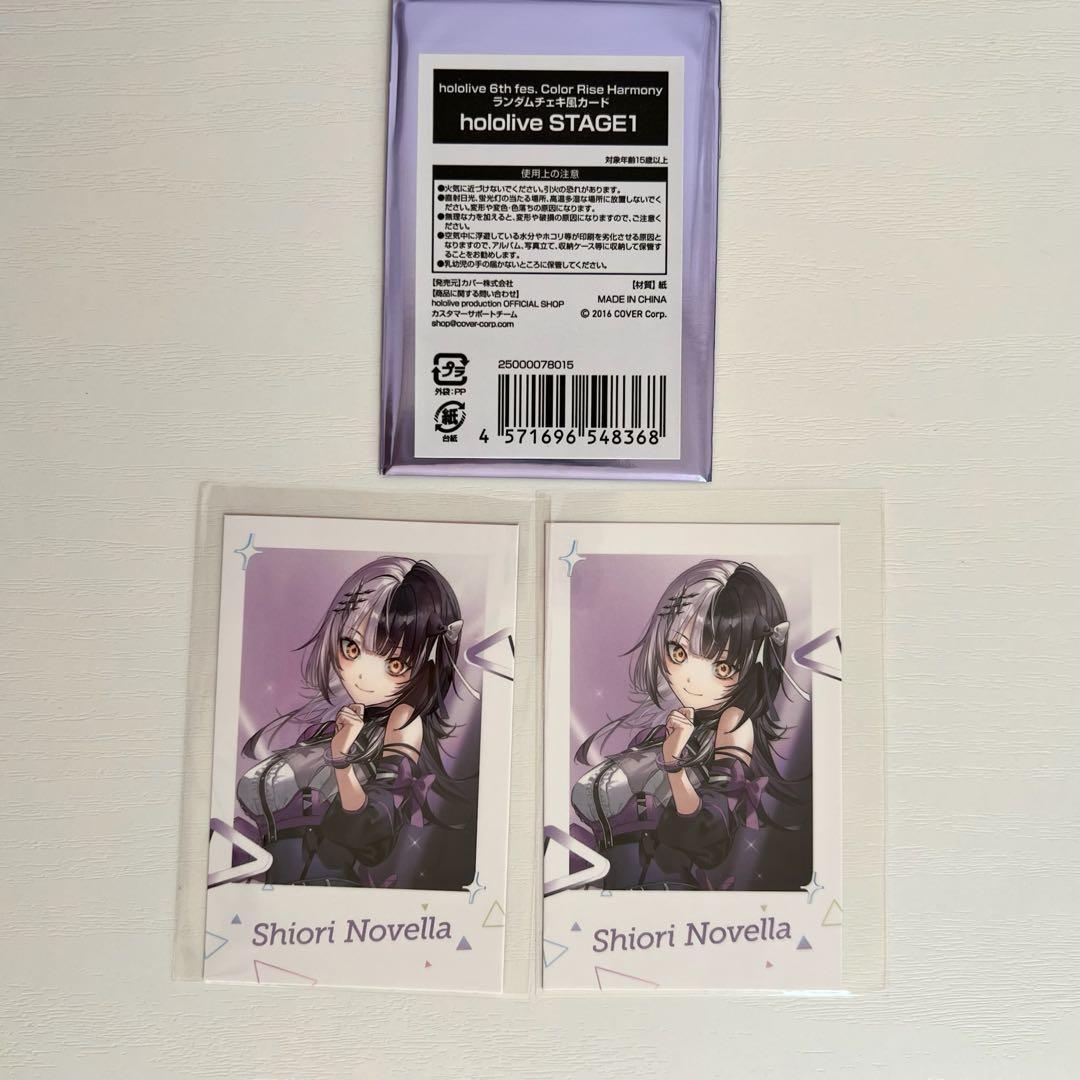 hololive 6th fes. Color Rise Harmony
ランダムチェキ風カード
hololive STAGE1
対象年齢15歳以上
使用上の注意
●火気に近づけないでください。引火の恐れがあります。
●直射日光、蛍光灯の当たる場所、高温多湿な場所に放置しないでく
ださい。変形や変色・色落ちの原因になります。
●無理な力を加えると、変形や破損の原因になりますので、ご注意く
ださい。
●空気中に浮遊している水分やホコリ等が印刷を劣化させる原因と
なりますので、アルバム、写真立て、収納ケース等に収納して保管す
ることをお勧めします。
●乳幼児の手の届かないところに保管してください。
【発売元】カバー株式会社
【商品に関する問い合わせ】
hololive production OFFICIAL SHOP
カスタマーサポートチーム
shop@cover-corp.com
【材質】紙
MADE IN CHINA
© 2016 COVER Corp.
プラ
外袋:PP
紙
台紙
25000078015
4 571696 548368
Shiori Novella
Shiori Novella